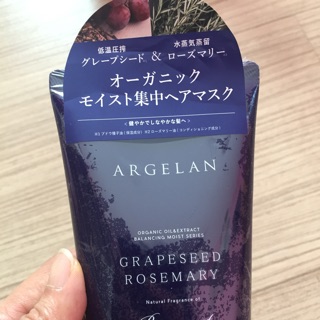 低温圧搾 水蒸気蒸留
グレープシード & ローズマリー
オーガニック
モイスト集中ヘアマスク
< 艶やかでしなやかな髪へ >
ARGELAN
ORGANIC OIL&EXTRACT
BALANCING MOIST SERIES
GRAPESEED
ROSEMARY
Natural Fragrance of